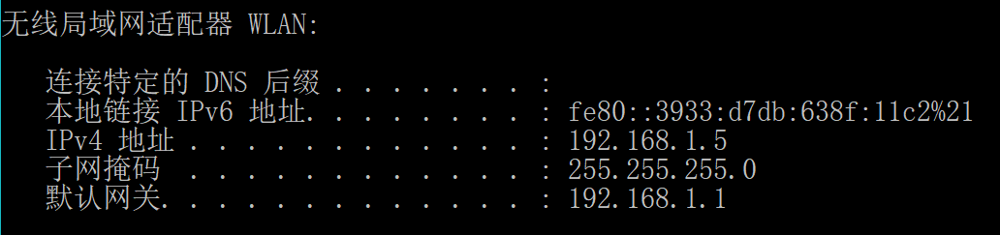 无线局域网适配器 WLAN:
连接特定的 DNS 后缀 . . . . . . . :
本地链接 IPv6 地址. . . . . . . . : fe80::3933:d7db:638f:11c2%21
IPv4 地址 . . . . . . . . . . . . : 192.168.1.5
子网掩码  . . . . . . . . . . . . : 255.255.255.0
默认网关. . . . . . . . . . . . . : 192.168.1.1